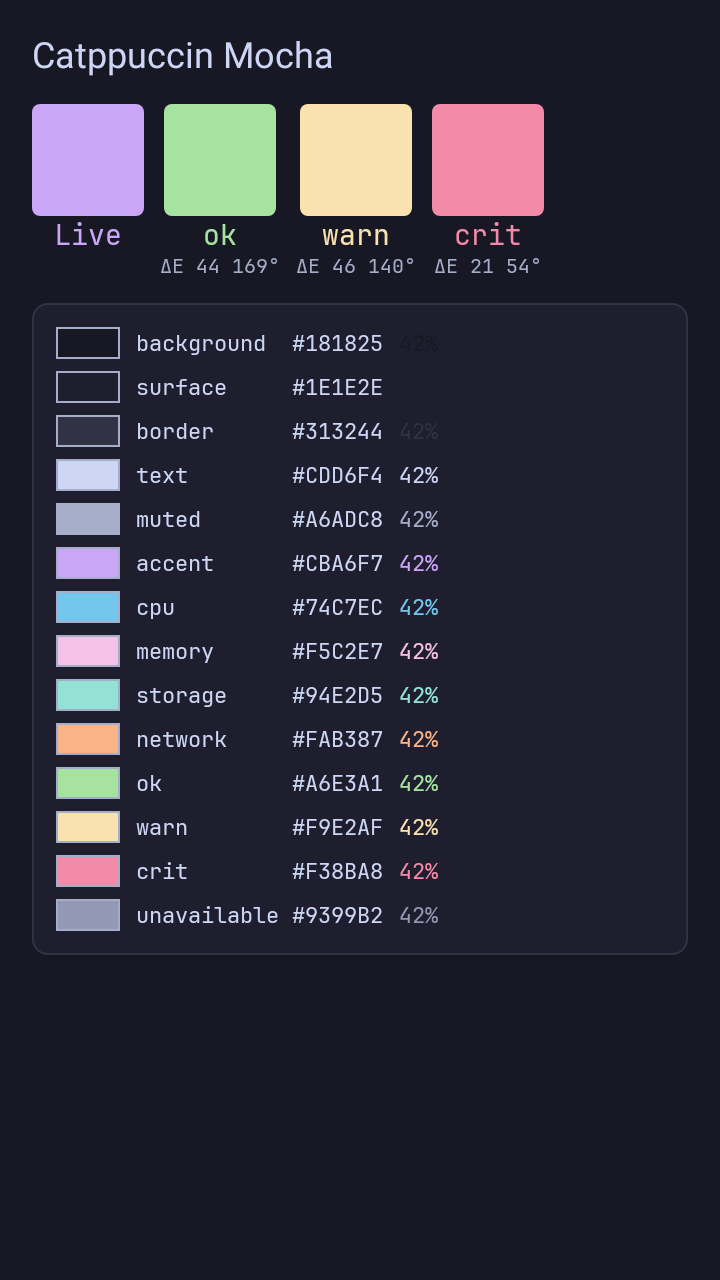 Catppuccin Mocha
Live ok warn crit
ΔE 44 169° ΔE 46 140° ΔE 21 54°
background #181825 42%
surface #1E1E2E
border #313244 42%
text #CDD6F4 42%
muted #A6ADC8 42%
accent #CBA6F7 42%
cpu #74C7EC 42%
memory #F5C2E7 42%
storage #94E2D5 42%
network #FAB387 42%
ok #A6E3A1 42%
warn #F9E2AF 42%
crit #F38BA8 42%
unavailable #9399B2 42%